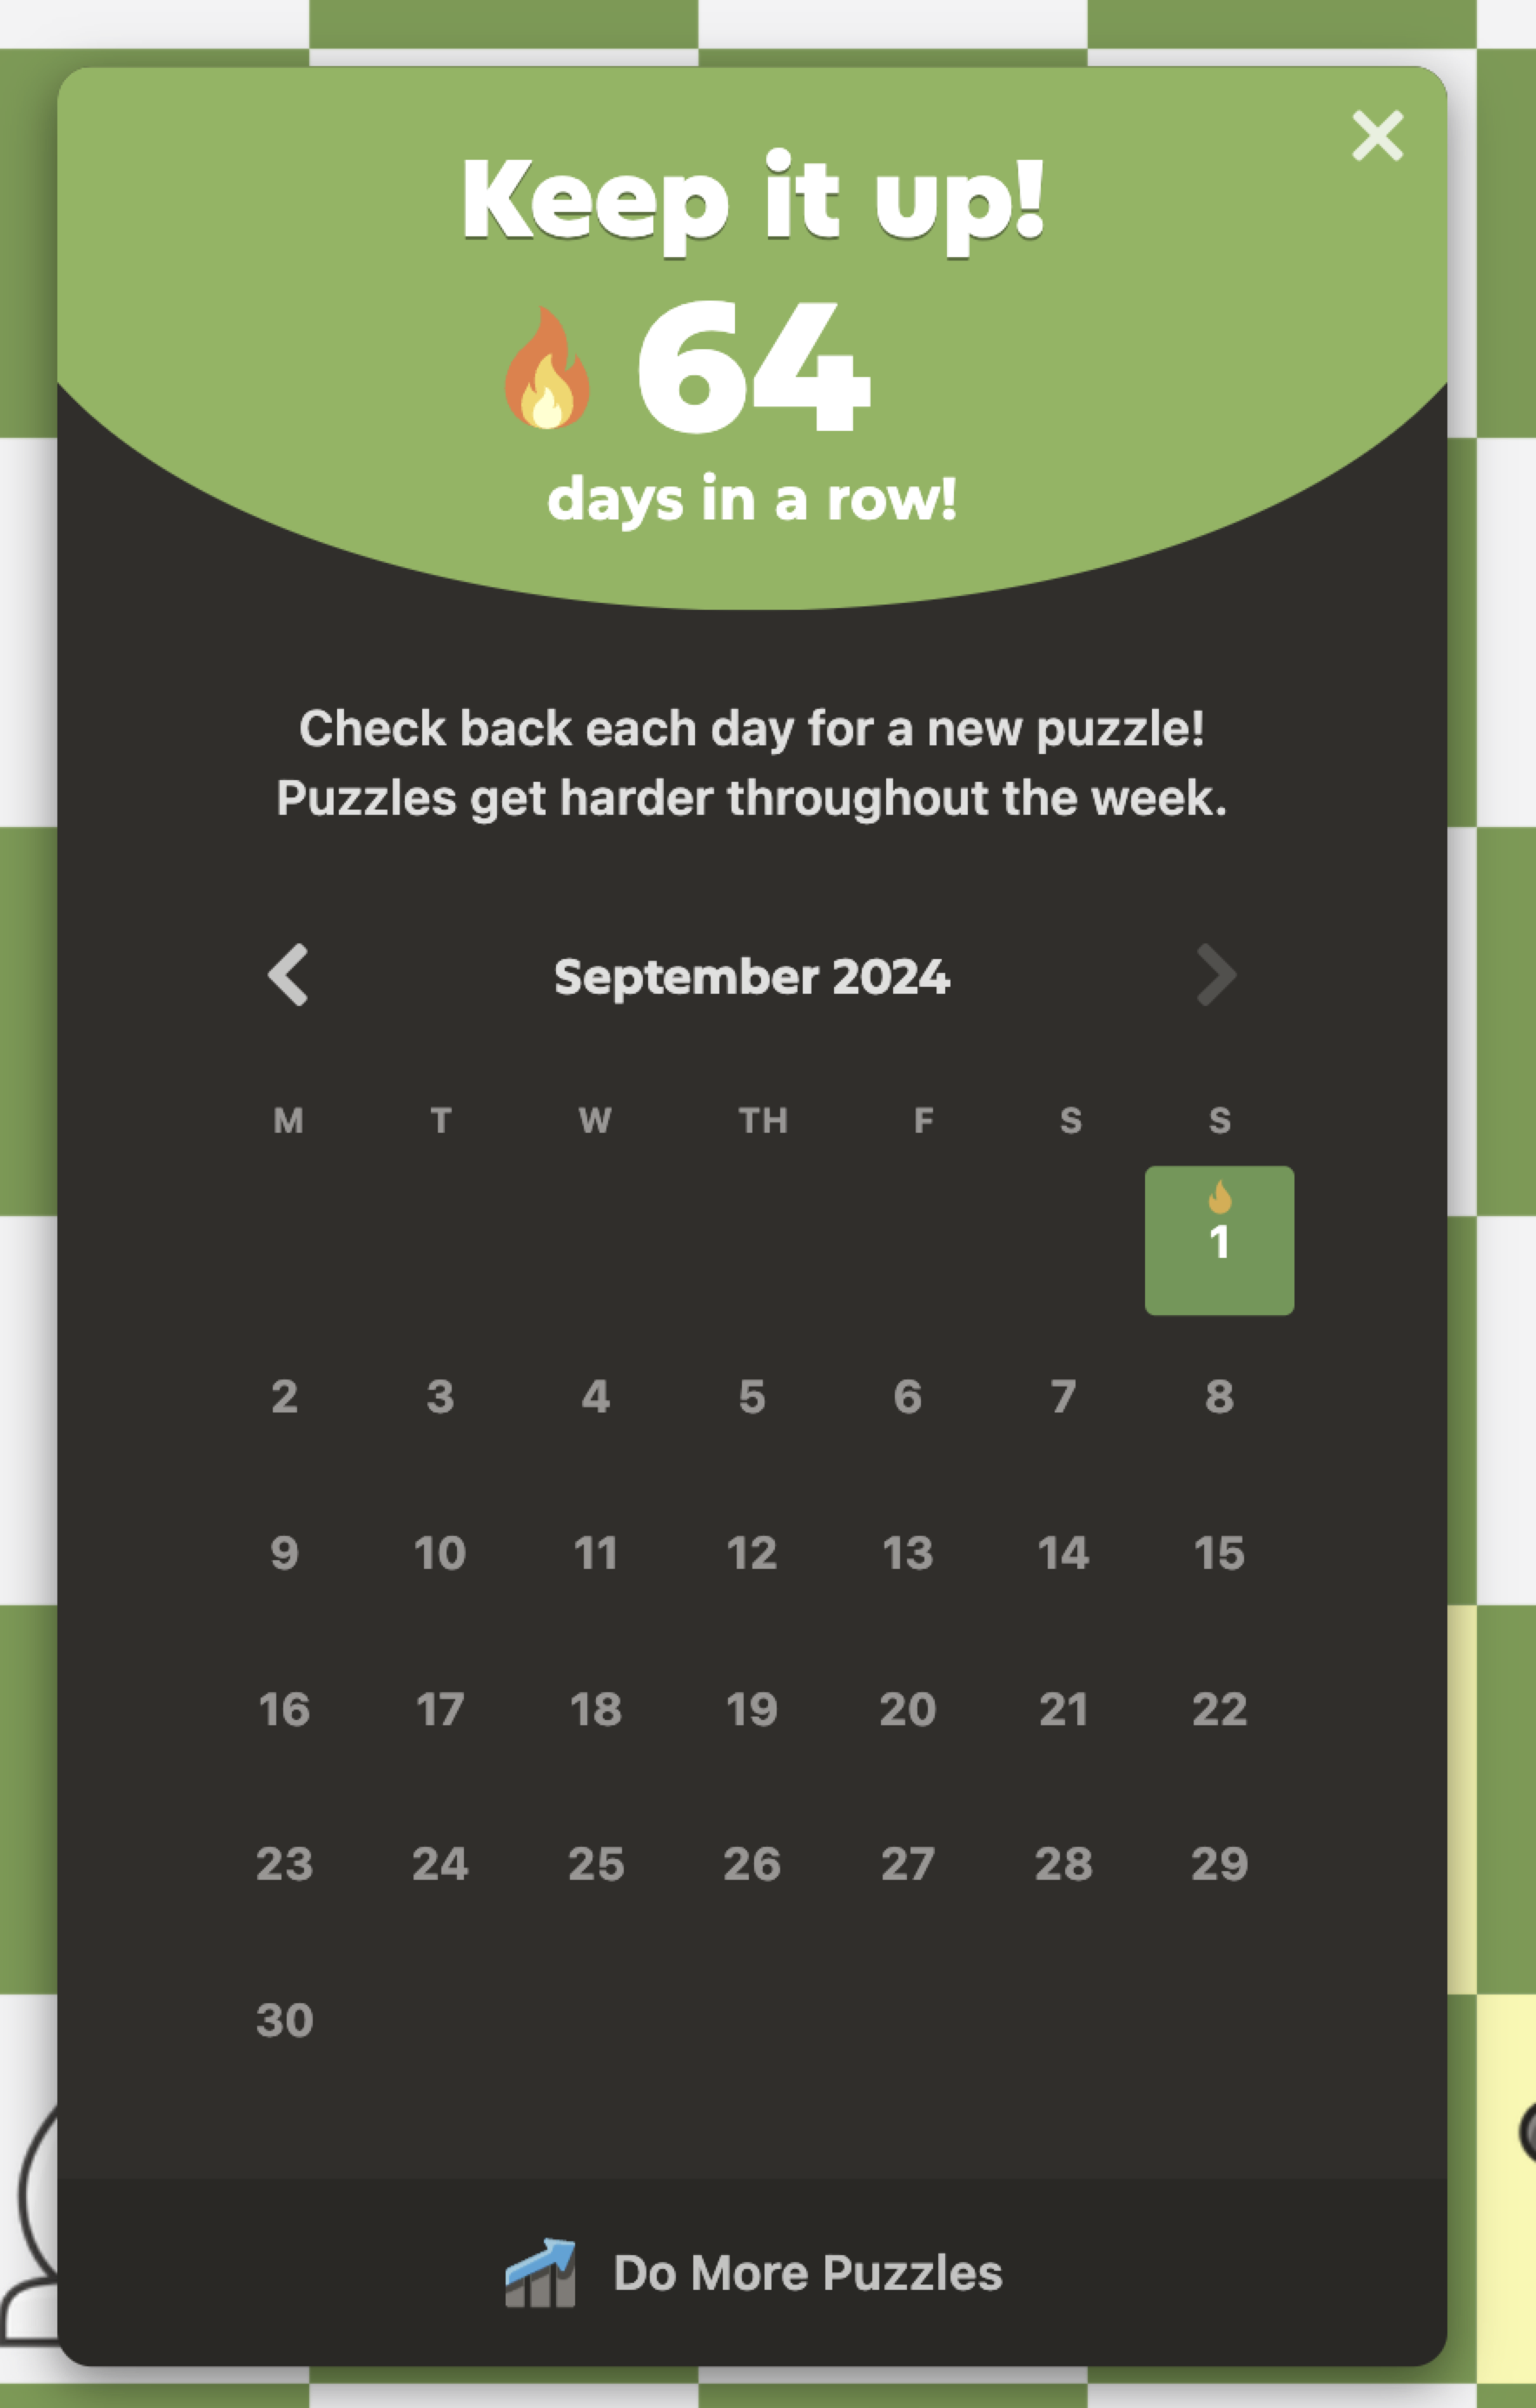 Keep it up!
64
days in a row!
Check back each day for a new puzzle!
Puzzles get harder throughout the week.
September 2024
M T W TH F S S
1
2 3 4 5 6 7 8
9 10 11 12 13 14 15
16 17 18 19 20 21 22
23 24 25 26 27 28 29
30
Do More Puzzles